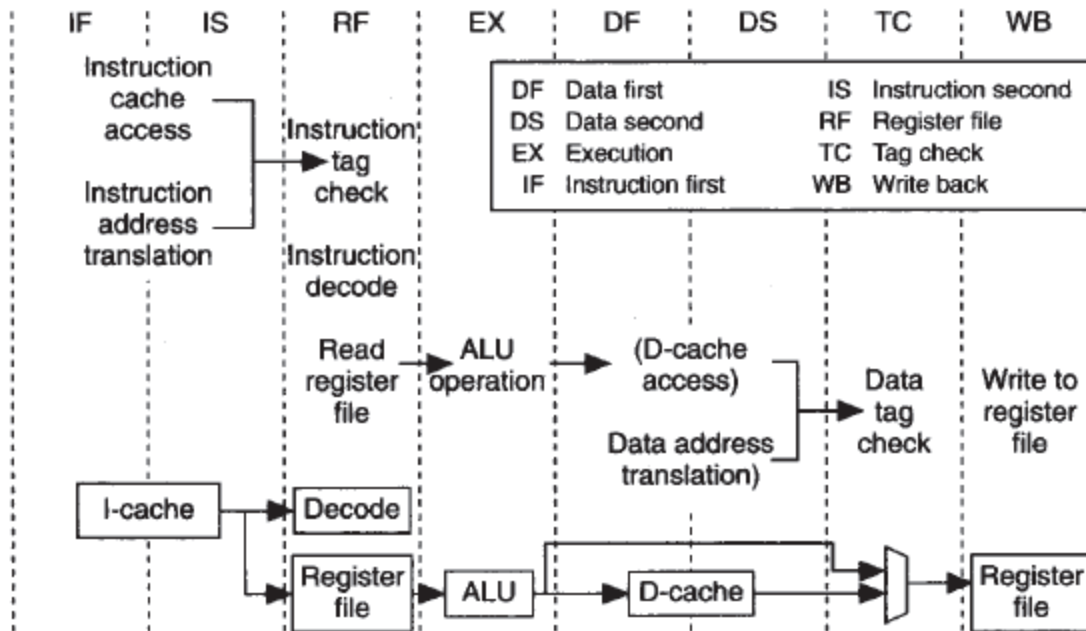 IF IS RF EX DF DS TC WB
Instruction
cache
access
Instruction
address
translation
Instruction
tag
check
Instruction
decode
DF Data first IS Instruction second
DS Data second RF Register file
EX Execution TC Tag check
IF Instruction first WB Write back
Read
register
file
ALU
operation
(D-cache
access)
Data address
translation)
Data
tag
check
Write to
register
file
I-cache
Decode
Register
file
ALU
D-cache
Register
file